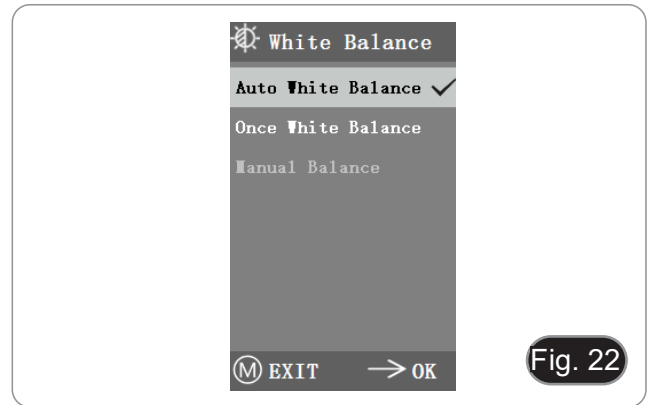 White Balance
Auto White Balance
Once White Balance
Manual Balance
M EXIT → OK
Fig. 22